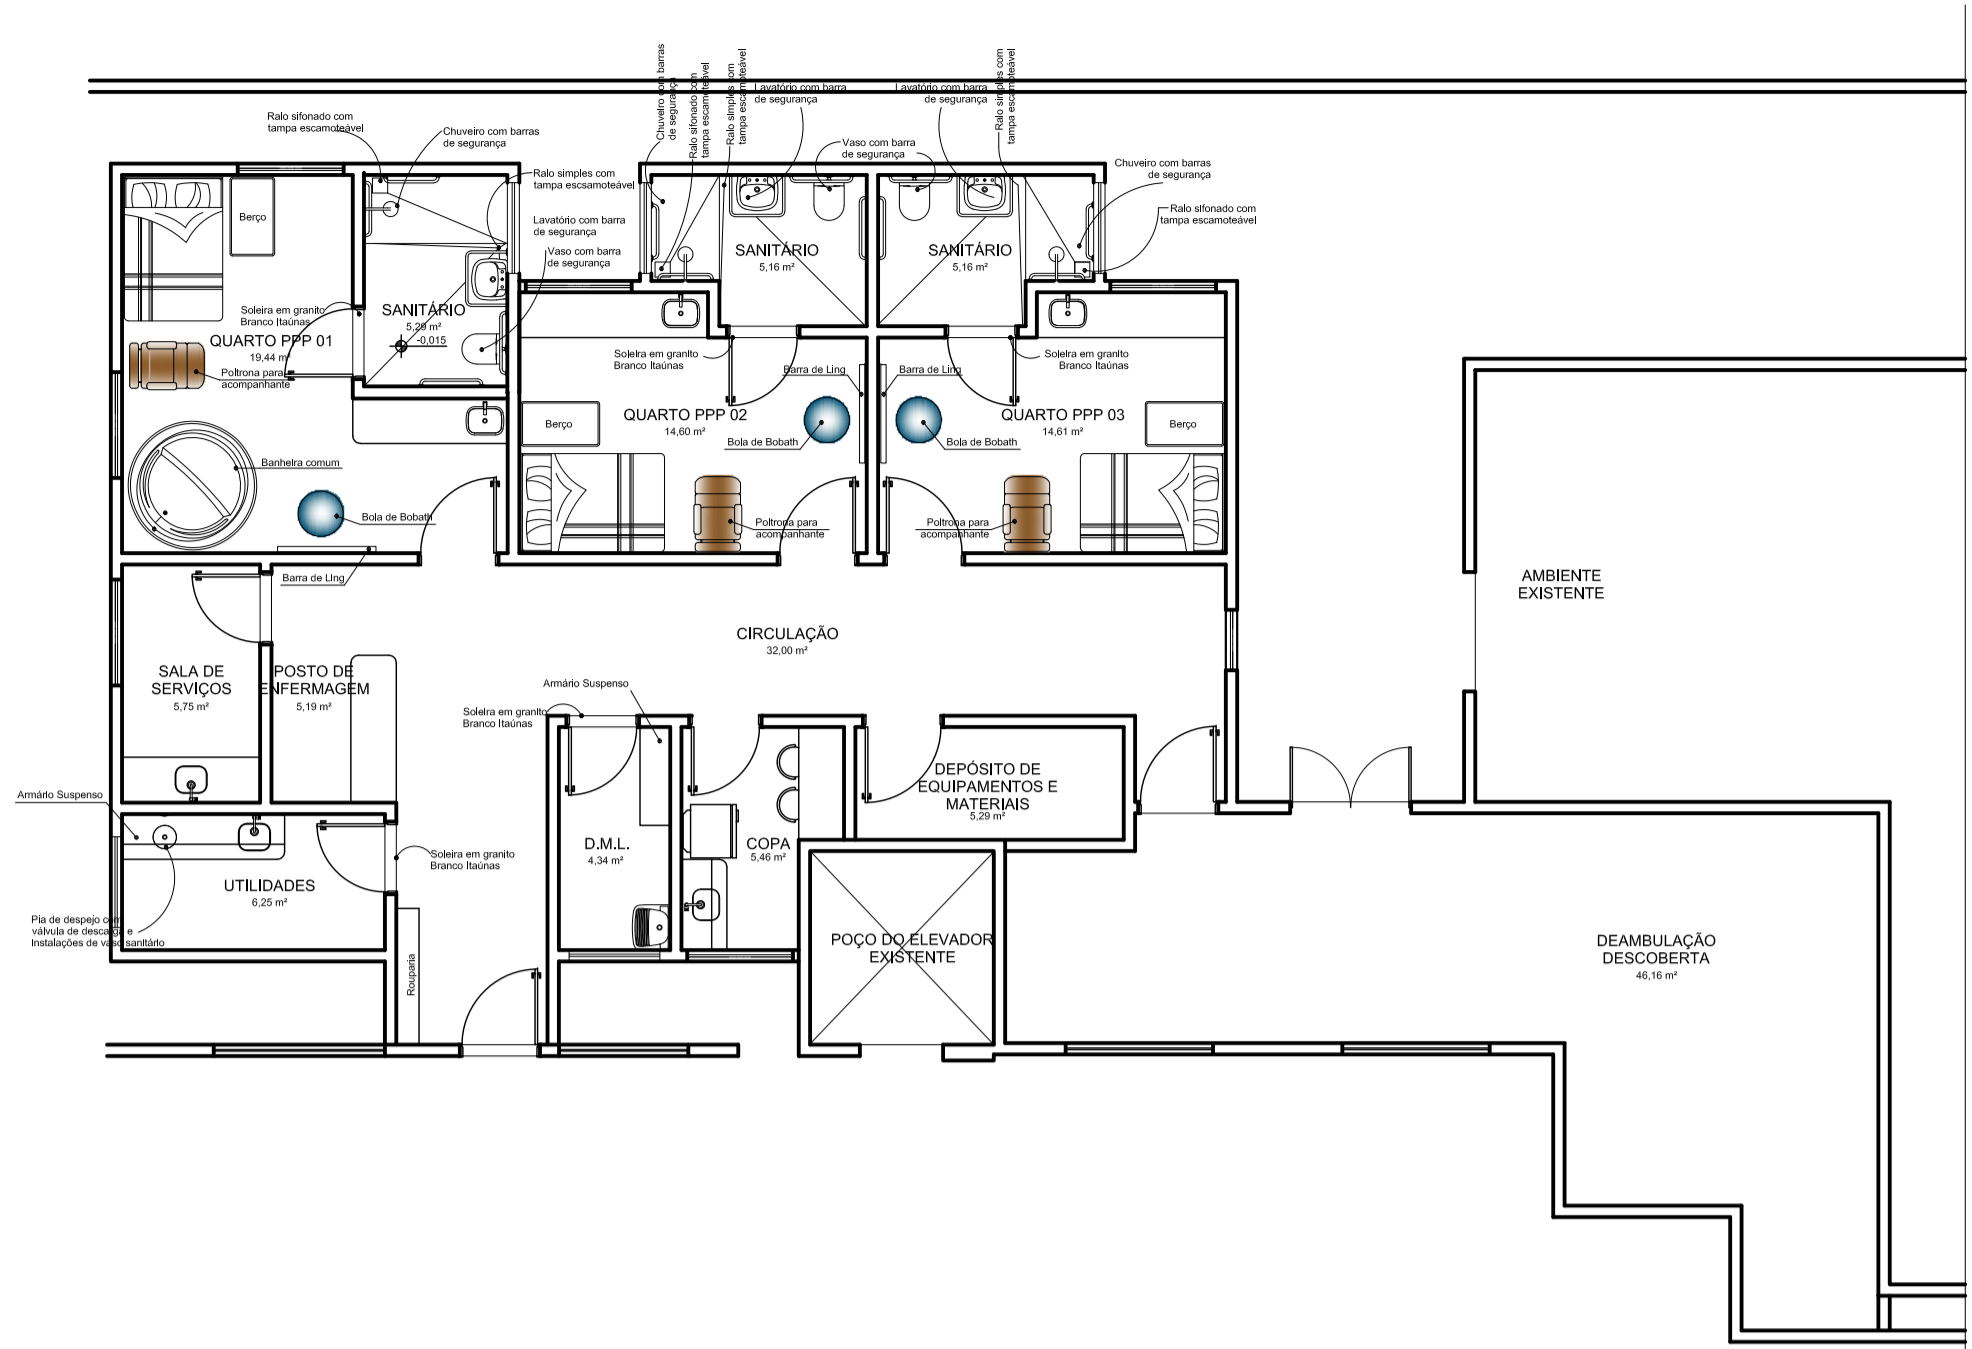 Chuveiro com barras
de segurança
Ralo sifonado com
tampa escamoteável
Ralo simples com
tampa escamoteável
Lavatório com barra
de segurança
Lavatório com barra
de segurança
Ralo simples com
tampa escamoteável
Ralo sifonado com
tampa escamoteável
Chuveiro com barras
de segurança
Vaso com barra
de segurança
Chuveiro com barras
de segurança
Ralo simples com
tampa escsamoteável
Ralo sifonado com
tampa escamoteável
Berço
Lavatório com barra
de segurança
Vaso com barra
de segurança
SANITÁRIO
5,16 m²
SANITÁRIO
5,16 m²
Soleira em granito
Branco Itaúnas
SANITÁRIO
5,29 m²
-0,015
QUARTO PPP 01
19,44 m²
Poltrona para
acompanhante
Soleira em granito
Branco Itaúnas
Soleira em granito
Branco Itaúnas
Barra de Ling
Barra de Ling
QUARTO PPP 02
14,60 m²
QUARTO PPP 03
14,61 m²
Berço
Berço
Bola de Bobath
Bola de Bobath
Banheira comum
Bola de Bobath
Poltrona para
acompanhante
Poltrona para
acompanhante
Barra de Ling
AMBIENTE
EXISTENTE
CIRCULAÇÃO
32,00 m²
SALA DE
SERVIÇOS
5,75 m²
POSTO DE
ENFERMAGEM
5,19 m²
Armário Suspenso
Soleira em granito
Branco Itaúnas
DEPÓSITO DE
EQUIPAMENTOS E
MATERIAIS
5,29 m²
Armário Suspenso
D.M.L.
4,34 m²
COPA
5,46 m²
Soleira em granito
Branco Itaúnas
UTILIDADES
6,25 m²
Pia de despejo com
válvula de descarga e
Instalações de vaso sanitário
Rouparia
POÇO DO ELEVADOR
EXISTENTE
DEAMBULAÇÃO
DESCOBERTA
46,16 m²